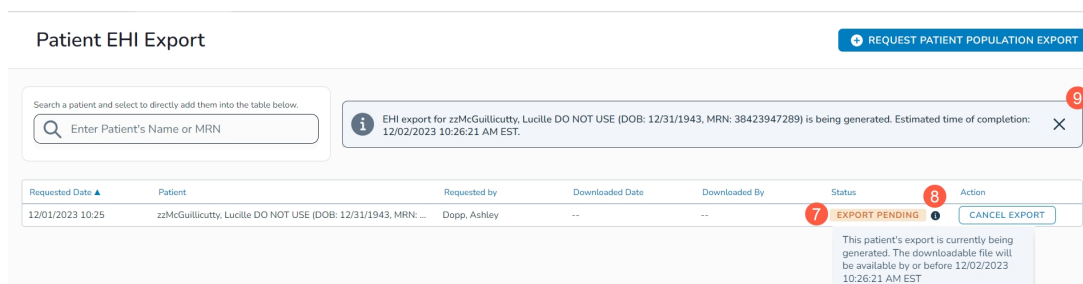 Patient EHI Export
REQUEST PATIENT POPULATION EXPORT
Search a patient and select to directly add them into the table below.
Enter Patient's Name or MRN
9
i
EHI export for zzMcGuillicutty, Lucille DO NOT USE (DOB: 12/31/1943, MRN: 38423947289) is being generated. Estimated time of completion:
12/02/2023 10:26:21 AM EST.
Requested Date ▲ Patient Requested by Downloaded Date Downloaded By Status 8 Action
12/01/2023 10:25 zzMcGuillicutty, Lucille DO NOT USE (DOB: 12/31/1943, MRN: ... Dopp, Ashley -- -- 7 EXPORT PENDING i CANCEL EXPORT
This patient's export is currently being
generated. The downloadable file will
be available by or before 12/02/2023
10:26:21 AM EST